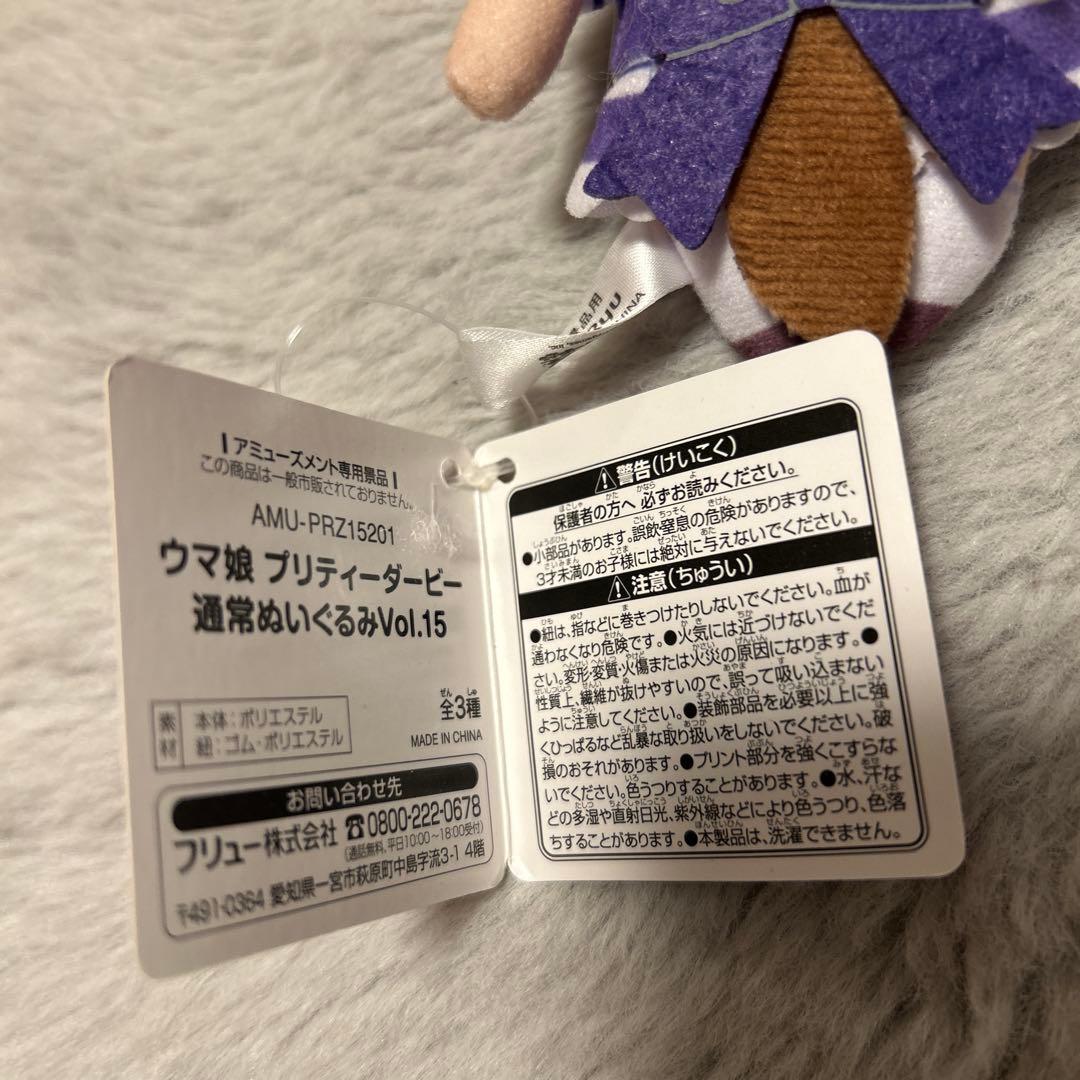 アミューズメント専用景品
この商品は一般市販されておりません。
AMU-PRZ15201
ウマ娘 プリティーダービー
通常ぬいぐるみVol.15
素材
本体:ポリエステル
紐:ゴム・ポリエステル
全3種
MADE IN CHINA
お問い合わせ先
フリュー株式会社 ☎0800-222-0678
(通話無料、平日10:00~18:00受付)
〒491-0364 愛知県一宮市萩原町中島字流3-1 4階
警告(けいこく)
保護者の方へ 必ずお読みください。
●小部品があります。誤飲・窒息の危険がありますので、
3才未満のお子様には絶対に与えないでください。
注意(ちゅうい)
●紐は、指などに巻きつけたりしないでください。血が
通わなくなり危険です。●火気には近づけないでくだ
さい。変形・変質・火傷または火災の原因になります。●
性質上、繊維が抜けやすいので、誤って吸い込まない
ように注意してください。●装飾部品を必要以上に強
くひっぱるなど乱暴な取り扱いをしないでください。破
損のおそれがあります。●プリント部分を強くこすらな
いでください。色うつりすることがあります。●水、汗な
どの多湿や直射日光、紫外線などにより色うつり、色落
ちすることがあります。●本製品は、洗濯できません。